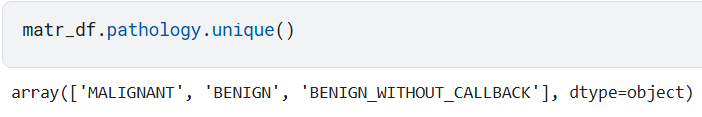 matr_df.pathology.unique()
array(['MALIGNANT', 'BENIGN', 'BENIGN_WITHOUT_CALLBACK'], dtype=object)